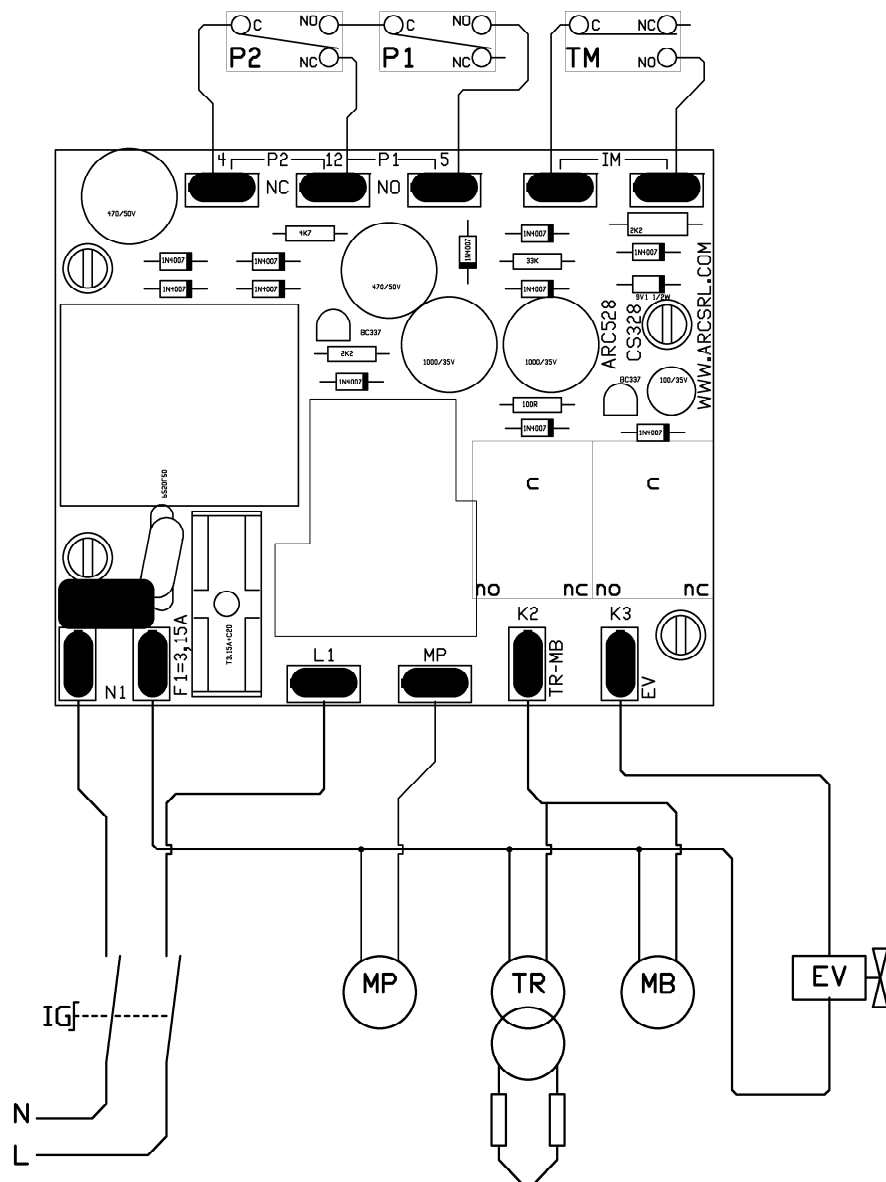 C NO C NO C NC
P2 NC P1 NC TM NO
4 P2 12 P1 5 IM
NC NO
470/50V
4K7
2K2
1N4007 1N4007 1N4007 1N4007 1N4007
33K
1N4007 1N4007 1N4007
470/50V
9V1 1/2W
BC337
ARC528
CS328
WWW.ARCSRL.COM
2K2
1000/35V 1000/35V
1N4007
BC337 100/35V
100R
1N4007 1N4007
C C
no nc no nc
F1=3,15A
T3.15A+C20
K2 K3
L1 MP
N1
TR-MB
EV
MP TR MB EV
IG
N
L